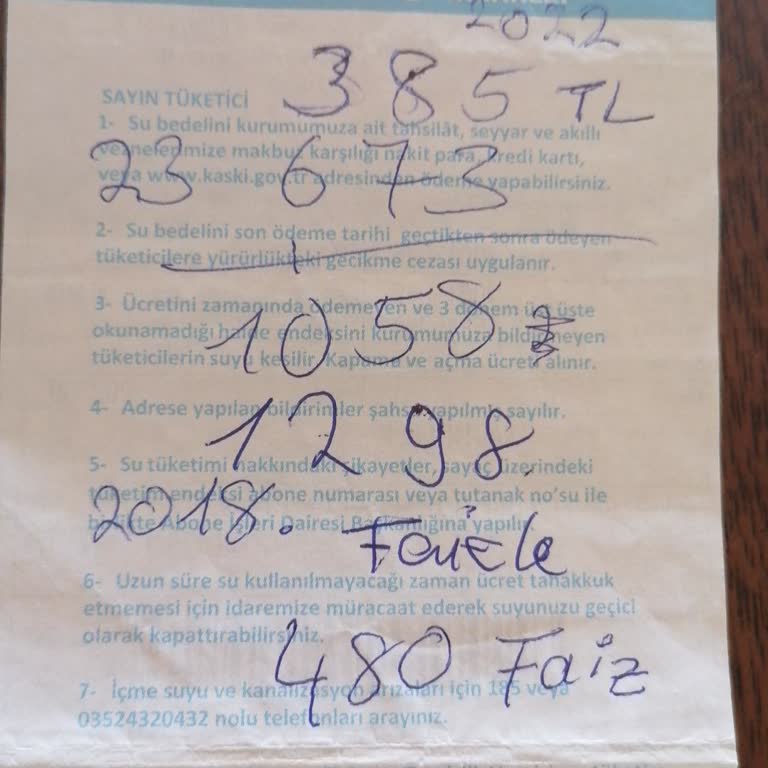 2022
385 TL
SAYIN TÜKETİCİ
1- Su bedelini kurumumuza ait tahsilât, seyyar ve akıllı
veznelerimize makbuz karşılığı nakit para, kredi kartı,
veya www.kaski.gov.tr adresinden ödeme yapabilirsiniz.
23 673
2- Su bedelini son ödeme tarihi geçtikten sonra ödeyen
tüketicilere yürürlükteki gecikme cezası uygulanır.
3- Ücretini zamanında ödemeyen ve 3 dönem üst üste
okunamadığı halde endeksini kurumumuza bildirmeyen
tüketicilerin suyu kesilir. Kapama ve açma ücreti alınır.
1058 ₺
4- Adrese yapılan bildirimler şahsa yapılmış sayılır.
1298.
5- Su tüketimi hakkındaki şikayetler, sayaç üzerindeki
tüketim endeksi abone numarası veya tutanak no'su ile
birlikte Abone İşleri Dairesi Başkanlığına yapılır.
2018. Faizle
6- Uzun süre su kullanılmayacağı zaman ücret tahakkuk
etmemesi için idaremize müracaat ederek suyunuzu geçici
olarak kapattırabilirsiniz.
480 Faiz
7- İçme suyu ve kanalizasyon arızaları için 185 veya
03524320432 nolu telefonları arayınız.